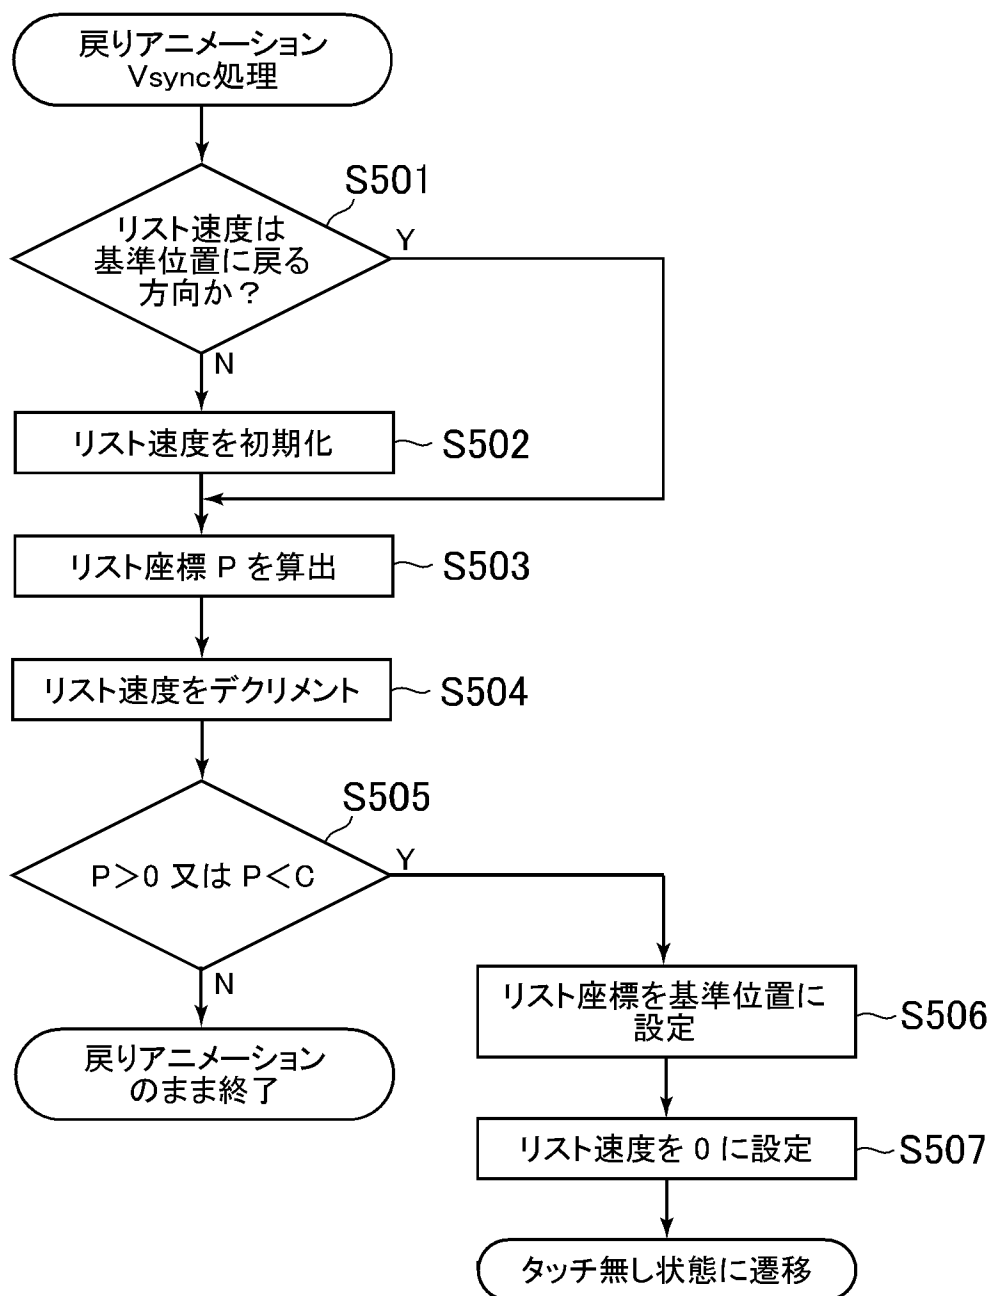 戻りアニメーション
Vsync処理
S501
リスト速度は
基準位置に戻る
方向か？
Y
N
リスト速度を初期化
S502
リスト座標 P を算出
S503
リスト速度をデクリメント
S504
S505
P＞0 又は P＜C
Y
N
戻りアニメーション
のまま終了
リスト座標を基準位置に
設定
S506
リスト速度を 0 に設定
S507
タッチ無し状態に遷移